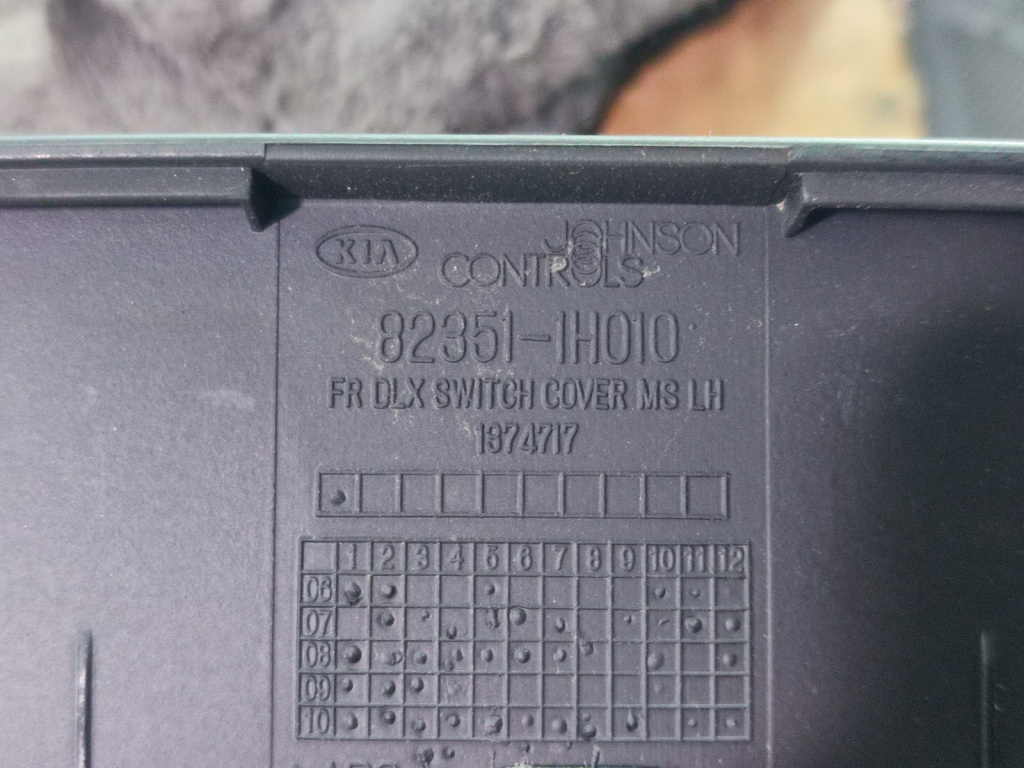 KIA JOHNSON
CONTROLS
82351-1H010
FR DLX SWITCH COVER MS LH
1374717
1 2 3 4 5 6 7 8 9 10 11 12
06
07
08
09
10